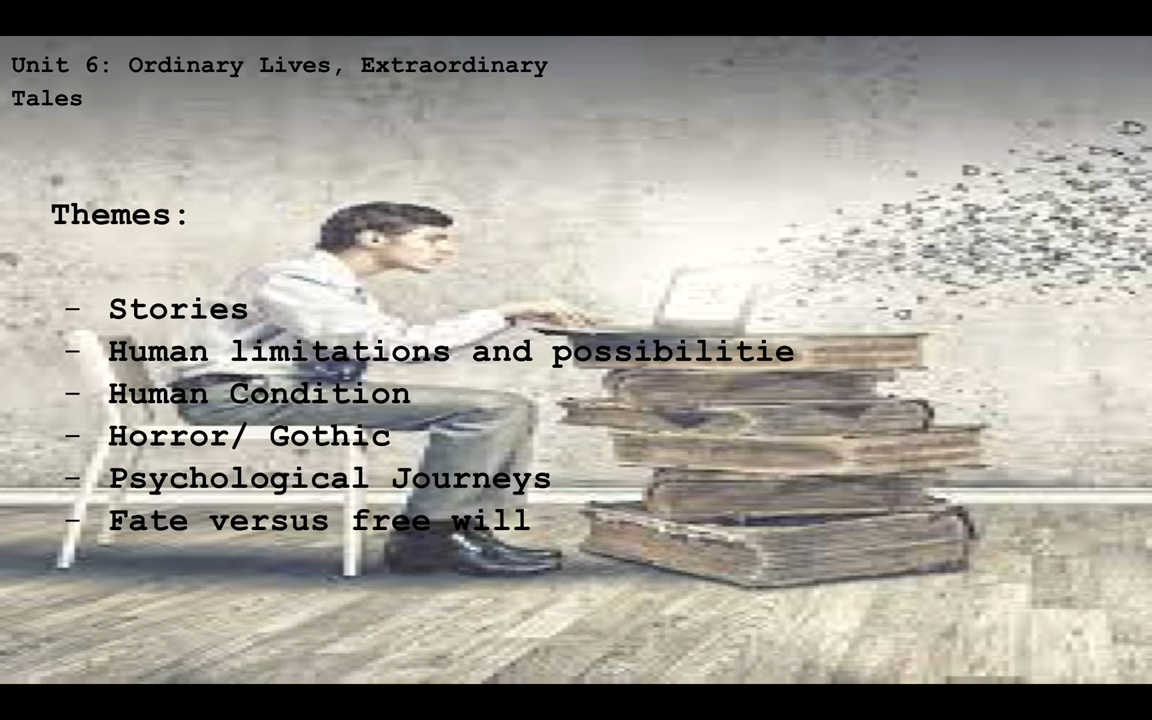 Unit 6: Ordinary Lives, Extraordinary
Tales
Themes:
- Stories
- Human limitations and possibilitie
- Human Condition
- Horror/ Gothic
- Psychological Journeys
- Fate versus free will